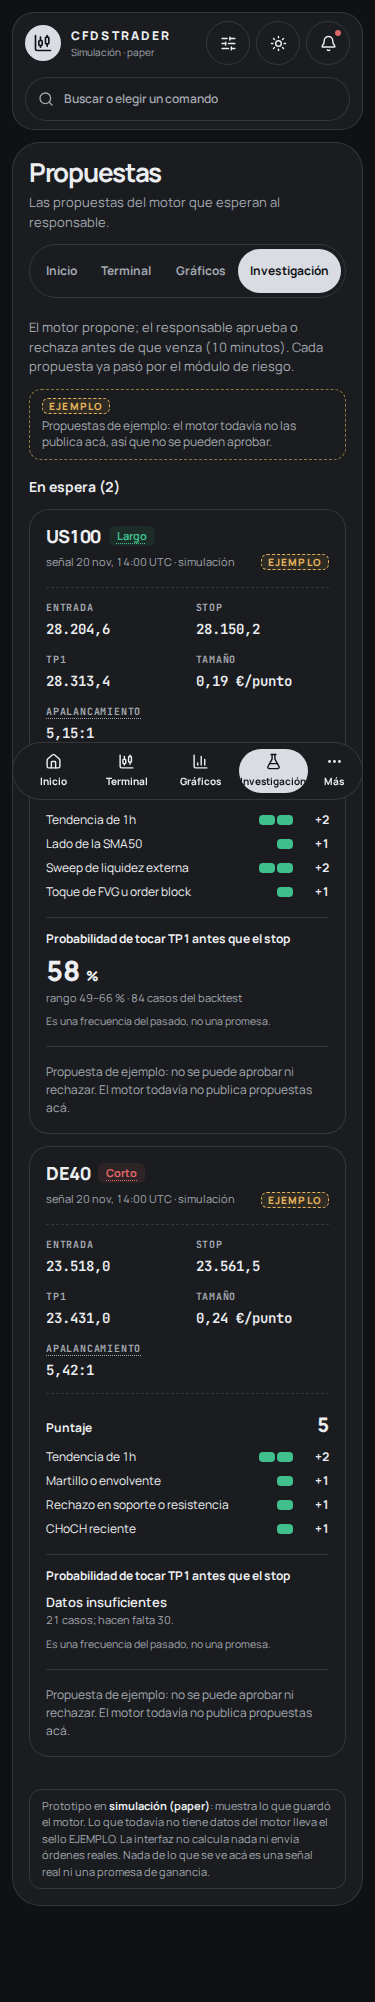 CFDSTRADER
Simulación · paper
Buscar o elegir un comando
Propuestas
Las propuestas del motor que esperan al
responsable.
Inicio Terminal Gráficos Investigación
El motor propone; el responsable aprueba o
rechaza antes de que venza (10 minutos). Cada
propuesta ya pasó por el módulo de riesgo.
EJEMPLO
Propuestas de ejemplo: el motor todavía no las
publica acá, así que no se pueden aprobar.
En espera (2)
US100 Largo
señal 20 nov, 14:00 UTC · simulación EJEMPLO
ENTRADA STOP
28.204,6 28.150,2
TP1 TAMAÑO
28.313,4 0,19 €/punto
APALANCAMIENTO
5,15:1
Inicio Terminal Gráficos Investigación Más
Tendencia de 1h +2
Lado de la SMA50 +1
Sweep de liquidez externa +2
Toque de FVG u order block +1
Probabilidad de tocar TP1 antes que el stop
58 %
rango 49–66 % · 84 casos del backtest
Es una frecuencia del pasado, no una promesa.
Propuesta de ejemplo: no se puede aprobar ni
rechazar. El motor todavía no publica propuestas
acá.
DE40 Corto
señal 20 nov, 14:00 UTC · simulación EJEMPLO
ENTRADA STOP
23.518,0 23.561,5
TP1 TAMAÑO
23.431,0 0,24 €/punto
APALANCAMIENTO
5,42:1
Puntaje 5
Tendencia de 1h +2
Martillo o envolvente +1
Rechazo en soporte o resistencia +1
CHoCH reciente +1
Probabilidad de tocar TP1 antes que el stop
Datos insuficientes
21 casos; hacen falta 30.
Es una frecuencia del pasado, no una promesa.
Propuesta de ejemplo: no se puede aprobar ni
rechazar. El motor todavía no publica propuestas
acá.
Prototipo en simulación (paper): muestra lo que guardó
el motor. Lo que todavía no tiene datos del motor lleva el
sello EJEMPLO. La interfaz no calcula nada ni envía
órdenes reales. Nada de lo que se ve acá es una señal
real ni una promesa de ganancia.